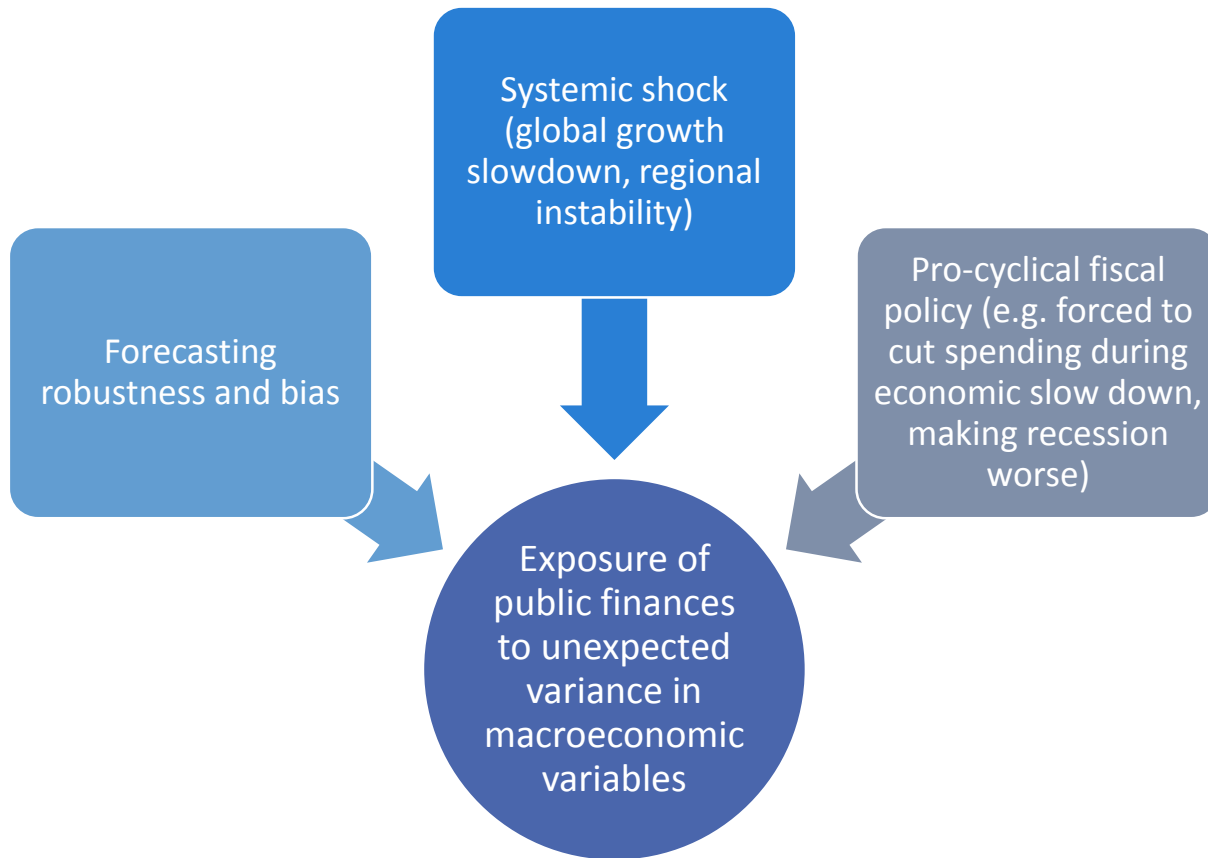 Systemic shock
(global growth
slowdown, regional
instability)
Forecasting
robustness and bias
Pro-cyclical fiscal
policy (e.g. forced to
cut spending during
economic slow down,
making recession
worse)
Exposure of
public finances
to unexpected
variance in
macroeconomic
variables